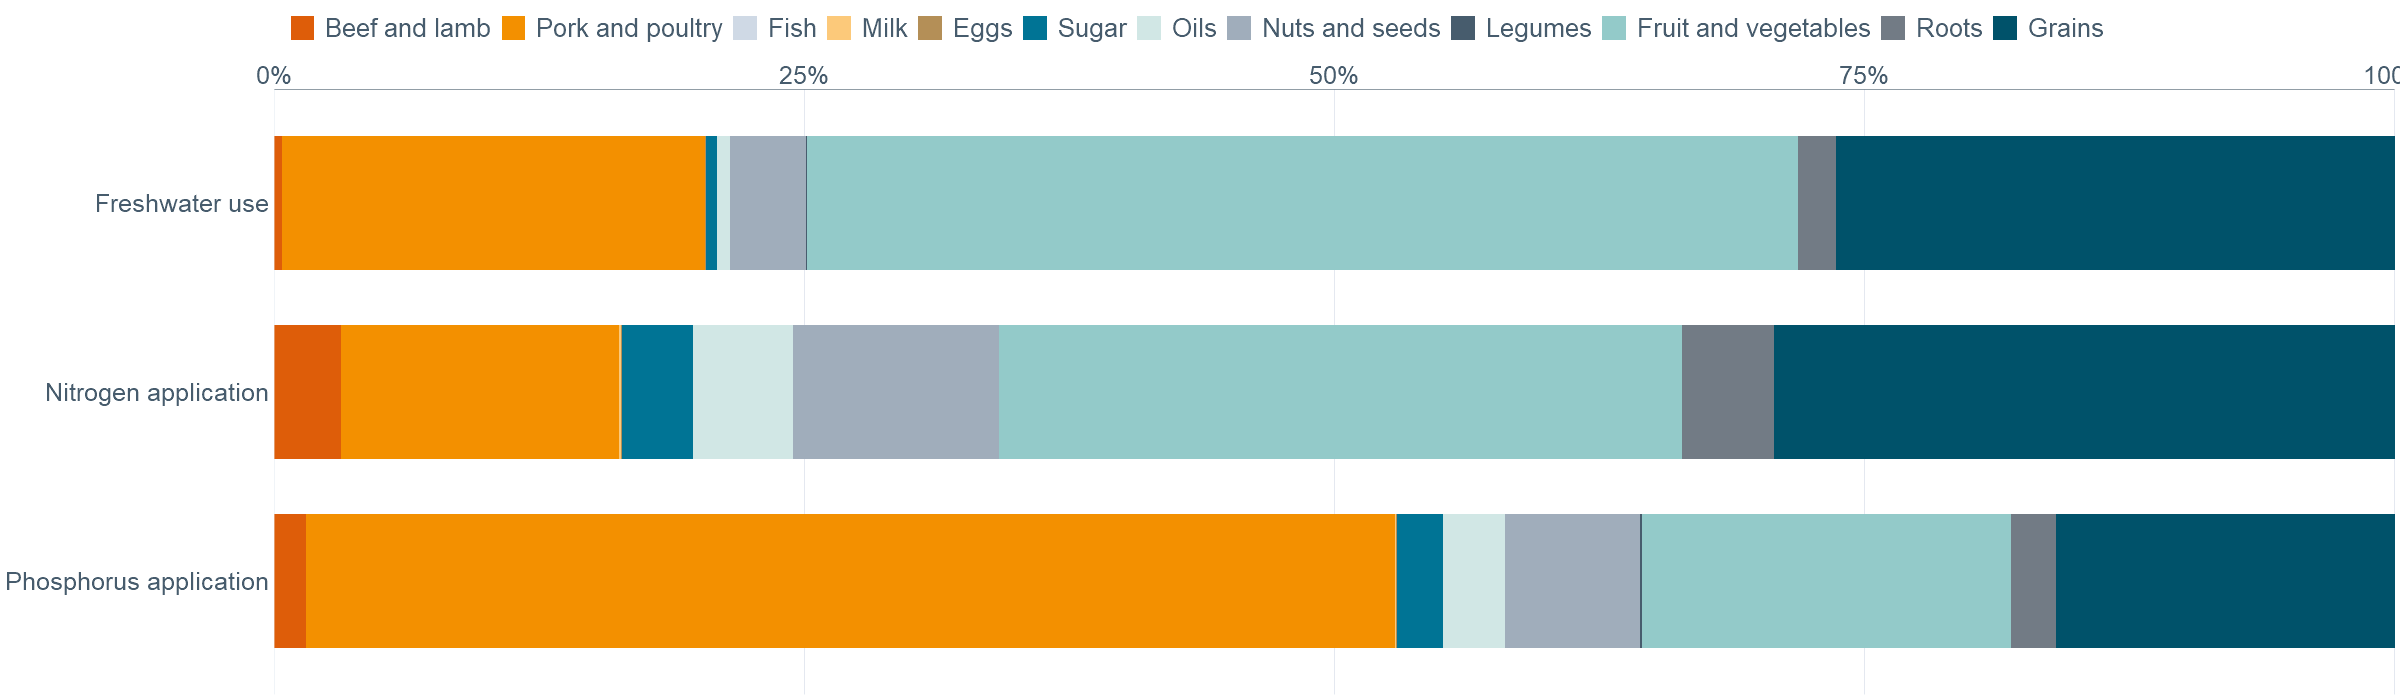 Beef and lamb Pork and poultry Fish Milk Eggs Sugar Oils Nuts and seeds Legumes Fruit and vegetables Roots Grains
0% 25% 50% 75% 100
Freshwater use
Nitrogen application
Phosphorus application